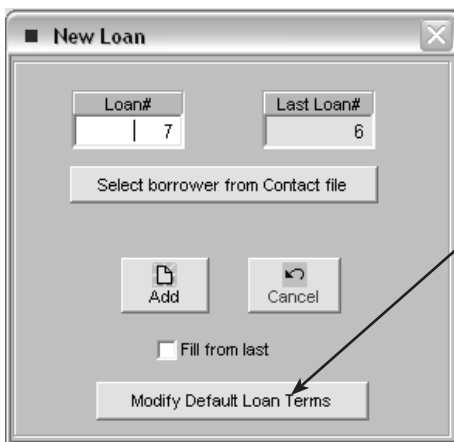 New Loan
Loan# Last Loan#
7 6
Select borrower from Contact file
Add Cancel
Fill from last
Modify Default Loan Terms